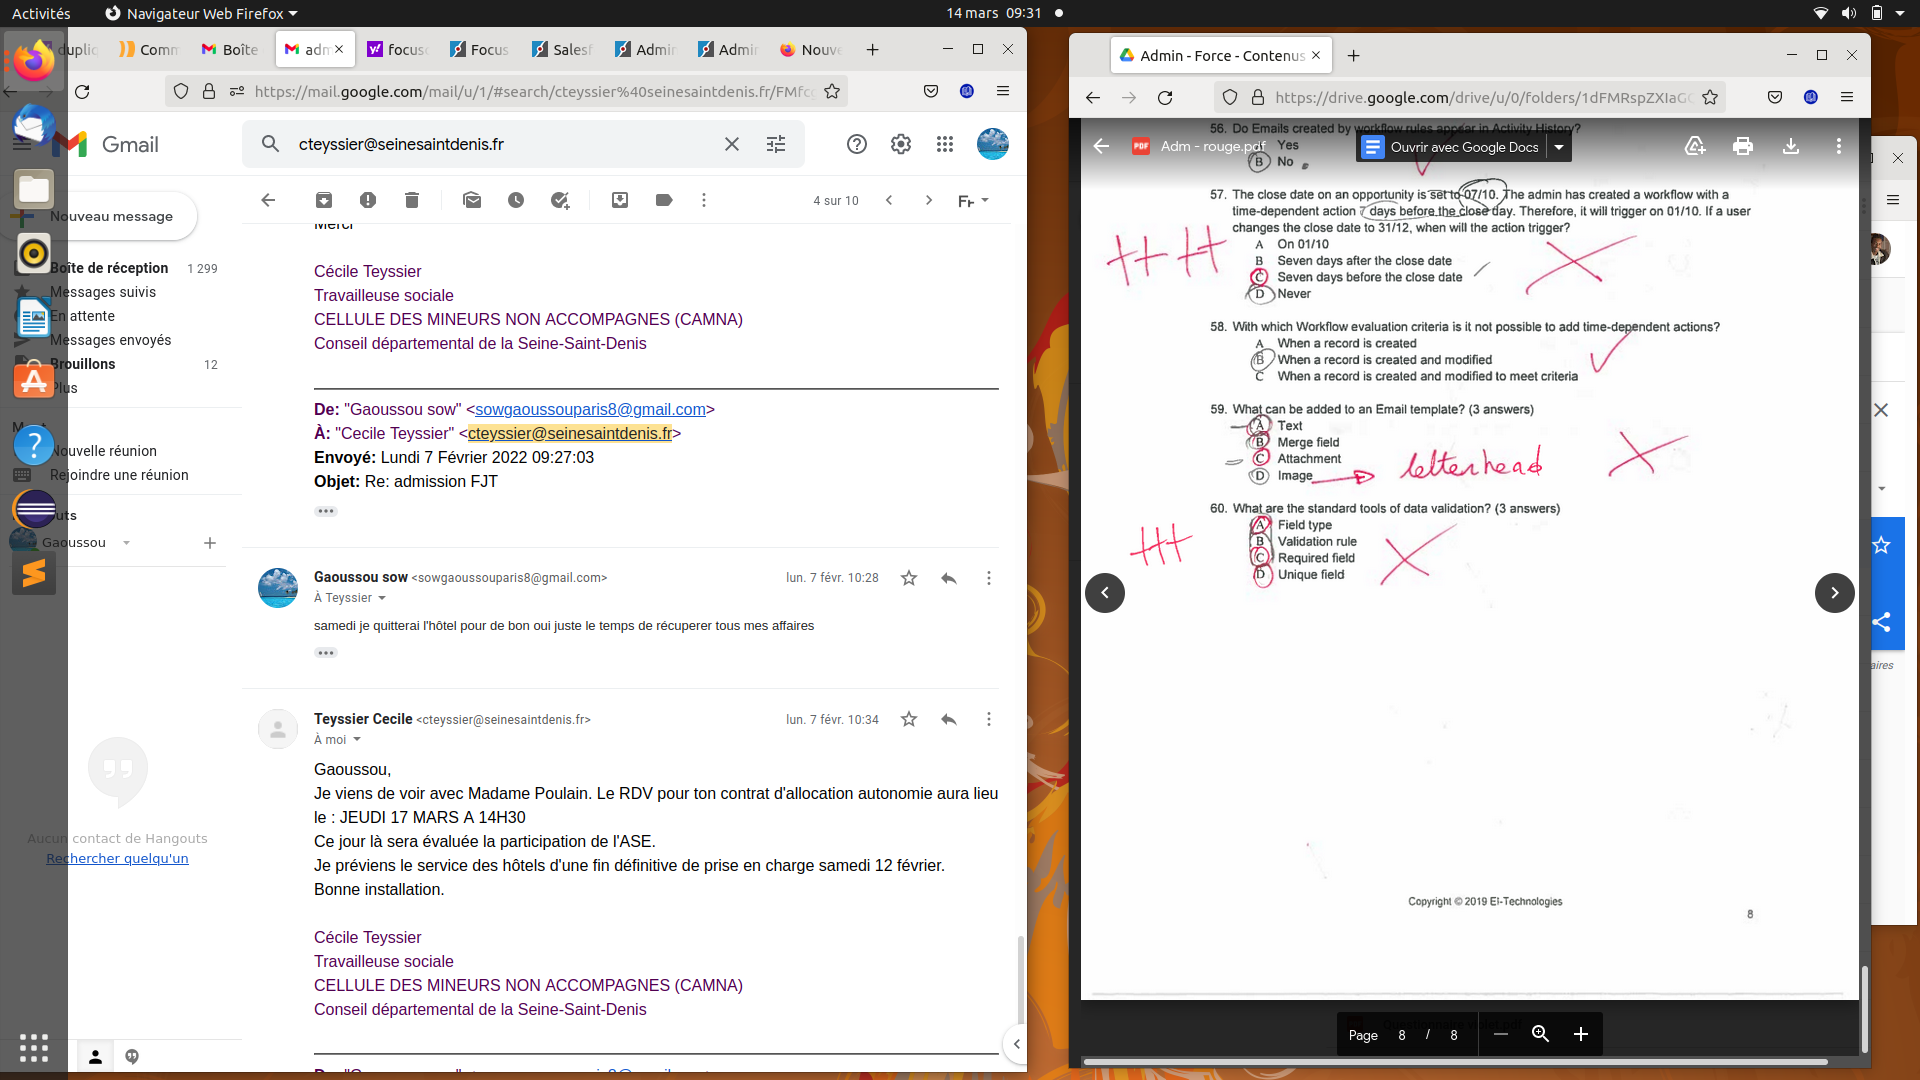 Activités
Navigateur Web Firefox
14 mars 09:31
dupliq
Comm
Boîte
adm
focus
Focus
Salesf
Admin
Admin
Nouve
https://mail.google.com/mail/u/1/#search/cteyssier%40seinesaintdenis.fr/FMfcg
Gmail
cteyssier@seinesaintdenis.fr
4 sur 10
Nouveau message
Boîte de réception 1 299
Messages suivis
En attente
Messages envoyés
Brouillons 12
Plus
Nouvelle réunion
Rejoindre une réunion
Gaoussou
Aucun contact de Hangouts
Rechercher quelqu'un
Merci
Cécile Teyssier
Travailleuse sociale
CELLULE DES MINEURS NON ACCOMPAGNES (CAMNA)
Conseil départemental de la Seine-Saint-Denis
De: "Gaoussou sow" <sowgaoussouparis8@gmail.com>
À: "Cecile Teyssier" <cteyssier@seinesaintdenis.fr>
Envoyé: Lundi 7 Février 2022 09:27:03
Objet: Re: admission FJT
Gaoussou sow <sowgaoussouparis8@gmail.com> lun. 7 févr. 10:28
À Teyssier
samedi je quitterai l'hôtel pour de bon oui juste le temps de récuperer tous mes affaires
Teyssier Cecile <cteyssier@seinesaintdenis.fr> lun. 7 févr. 10:34
À moi
Gaoussou,
Je viens de voir avec Madame Poulain. Le RDV pour ton contrat d'allocation autonomie aura lieu
le : JEUDI 17 MARS A 14H30
Ce jour là sera évaluée la participation de l'ASE.
Je préviens le service des hôtels d'une fin définitive de prise en charge samedi 12 février.
Bonne installation.
Cécile Teyssier
Travailleuse sociale
CELLULE DES MINEURS NON ACCOMPAGNES (CAMNA)
Conseil départemental de la Seine-Saint-Denis
Admin - Force - Contenus
https://drive.google.com/drive/u/0/folders/1dFMRspZXIaGC
Adm - rouge.pdf
Ouvrir avec Google Docs
56. Do Emails created by workflow rules appear in Activity History?
A Yes
B No
57. The close date on an opportunity is set to 07/10. The admin has created a workflow with a
time-dependent action 7 days before the close day. Therefore, it will trigger on 01/10. If a user
changes the close date to 31/12, when will the action trigger?
A On 01/10
B Seven days after the close date
C Seven days before the close date
D Never
58. With which Workflow evaluation criteria is it not possible to add time-dependent actions?
A When a record is created
B When a record is created and modified
C When a record is created and modified to meet criteria
59. What can be added to an Email template? (3 answers)
A Text
B Merge field
C Attachment
D Image
letterhead
60. What are the standard tools of data validation? (3 answers)
A Field type
B Validation rule
C Required field
D Unique field
Copyright © 2019 EI-Technologies
8
Page 8 / 8
aires